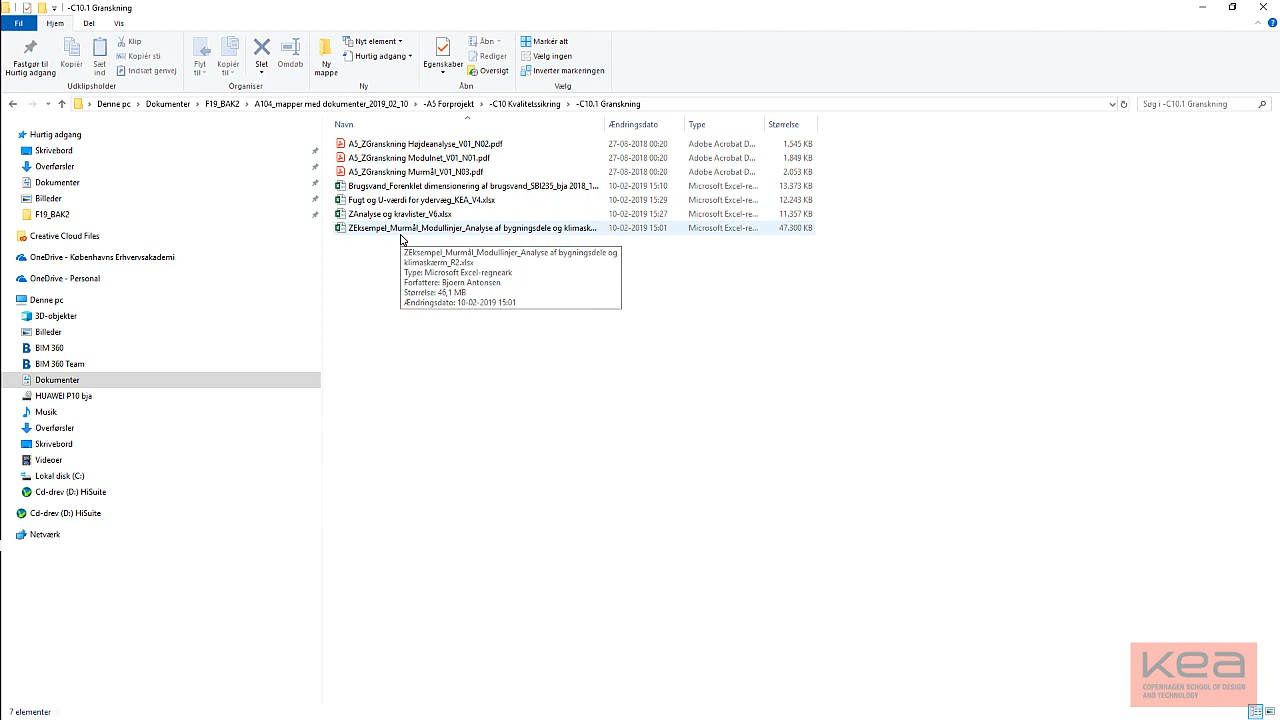 -C10.1 Granskning
Fil Hjem Del Vis
Fastgør til Hurtig adgang
Kopiér
Sæt ind
Klip
Kopiér sti
Indsæt genvej
Udklipsholder
Flyt til
Kopiér til
Slet
Omdøb
Organiser
Ny mappe
Nyt element
Hurtig adgang
Ny
Egenskaber
Åbn
Rediger
Oversigt
Åbn
Markér alt
Vælg ingen
Inverter markeringen
Vælg
Denne pc › Dokumenter › F19_BAK2 › A104_mapper med dokumenter_2019_02_10 › -A5 Forprojekt › -C10 Kvalitetssikring › -C10.1 Granskning
Søg i -C10.1 Granskning
Hurtig adgang
Skrivebord
Overførsler
Dokumenter
Billeder
F19_BAK2
Creative Cloud Files
OneDrive - Københavns Erhvervsakademi
OneDrive - Personal
Denne pc
3D-objekter
Billeder
BIM 360
BIM 360 Team
Dokumenter
HUAWEI P10 bja
Musik
Overførsler
Skrivebord
Videoer
Lokal disk (C:)
Cd-drev (D:) HiSuite
Cd-drev (D:) HiSuite
Netværk
Navn Ændringsdato Type Størrelse
A5_ZGranskning Højdeanalyse_V01_N02.pdf 27-08-2018 00:20 Adobe Acrobat D... 1.545 KB
A5_ZGranskning Modulnet_V01_N01.pdf 27-08-2018 00:20 Adobe Acrobat D... 1.849 KB
A5_ZGranskning Murmål_V01_N03.pdf 27-08-2018 00:20 Adobe Acrobat D... 2.053 KB
Brugsvand_Forenklet dimensionering af brugsvand_SBI235_bja 2018_1... 10-02-2019 15:10 Microsoft Excel-re... 13.373 KB
Fugt og U-værdi for ydervæg_KEA_V4.xlsx 10-02-2019 15:29 Microsoft Excel-re... 12.243 KB
ZAnalyse og kravlister_V6.xlsx 10-02-2019 15:27 Microsoft Excel-re... 11.357 KB
ZEksempel_Murmål_Modullinjer_Analyse af bygningsdele og klimask... 10-02-2019 15:01 Microsoft Excel-re... 47.300 KB
ZEksempel_Murmål_Modullinjer_Analyse af bygningsdele og
klimaskærm_R2.xlsx
Type: Microsoft Excel-regneark
Forfattere: Bjoern Antonsen
Størrelse: 46,1 MB
Ændringsdato: 10-02-2019 15:01
kea
COPENHAGEN SCHOOL OF DESIGN
AND TECHNOLOGY
7 elementer